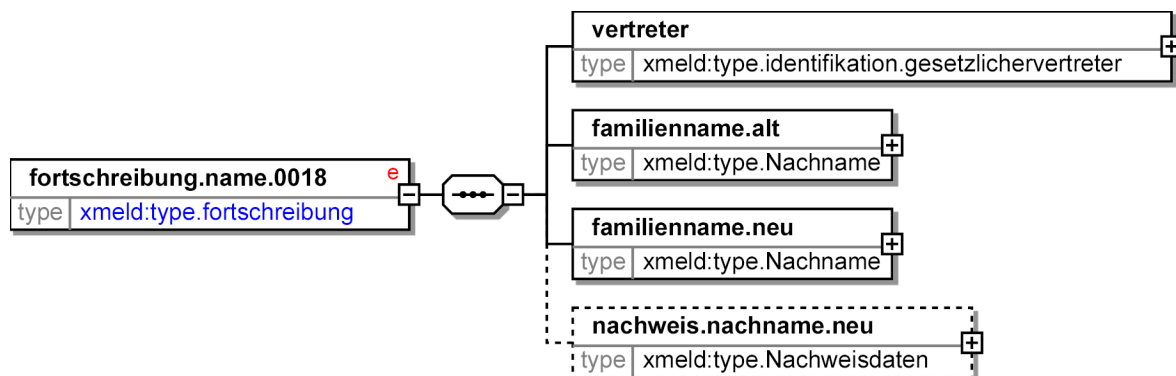 vertreter
type xmeld:type.identifikation.gesetzlichervertreter
familienname.alt
type xmeld:type.Nachname
fortschreibung.name.0018 e
type xmeld:type.fortschreibung
familienname.neu
type xmeld:type.Nachname
nachweis.nachname.neu
type xmeld:type.Nachweisdaten